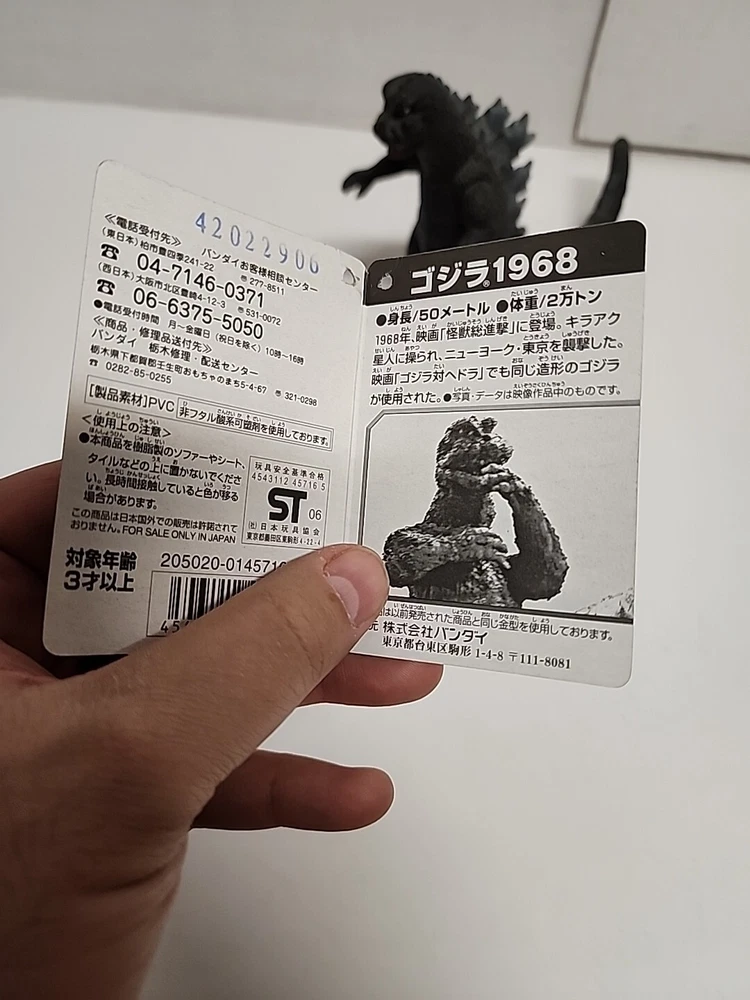 42022906
≪電話受付先≫ バンダイお客様相談センター
(東日本) 柏市豊四季241-22 〒277-8511
☎ 04-7146-0371
(西日本) 大阪市北区豊崎4-12-3 〒531-0072
☎ 06-6375-5050
●電話受付時間 月~金曜日(祝日を除く)10時~16時
≪商品・修理品送付先≫
バンダイ 栃木修理・配送センター
栃木県下都賀郡壬生町おもちゃのまち5-4-67 〒321-0298
☎ 0282-85-0255
[製品素材]PVC 非フタル酸系可塑剤を使用しております。
<使用上の注意>
●本商品を樹脂製のソファーやシート、
タイルなどの上に置かないでくださ
い。長時間接触していると色が移る
場合があります。
この商品は日本国外での販売は許諾されて
おりません。FOR SALE ONLY IN JAPAN
玩具安全基準合格
4543112 45716 5
ST 06
(社)日本玩具協会
東京都墨田区東駒形4-22-4
対象年齢
3才以上
205020-014571
45
ゴジラ1968
●身長/50メートル ●体重/2万トン
1968年、映画「怪獣総進撃」に登場。キラアク
星人に操られ、ニューヨーク・東京を襲撃した。
映画「ゴジラ対ヘドラ」でも同じ造形のゴジラ
が使用された。●写真・データは映像作品中のものです。
は以前発売された商品と同じ金型を使用しております。
元 株式会社バンダイ
東京都台東区駒形 1-4-8 〒111-8081